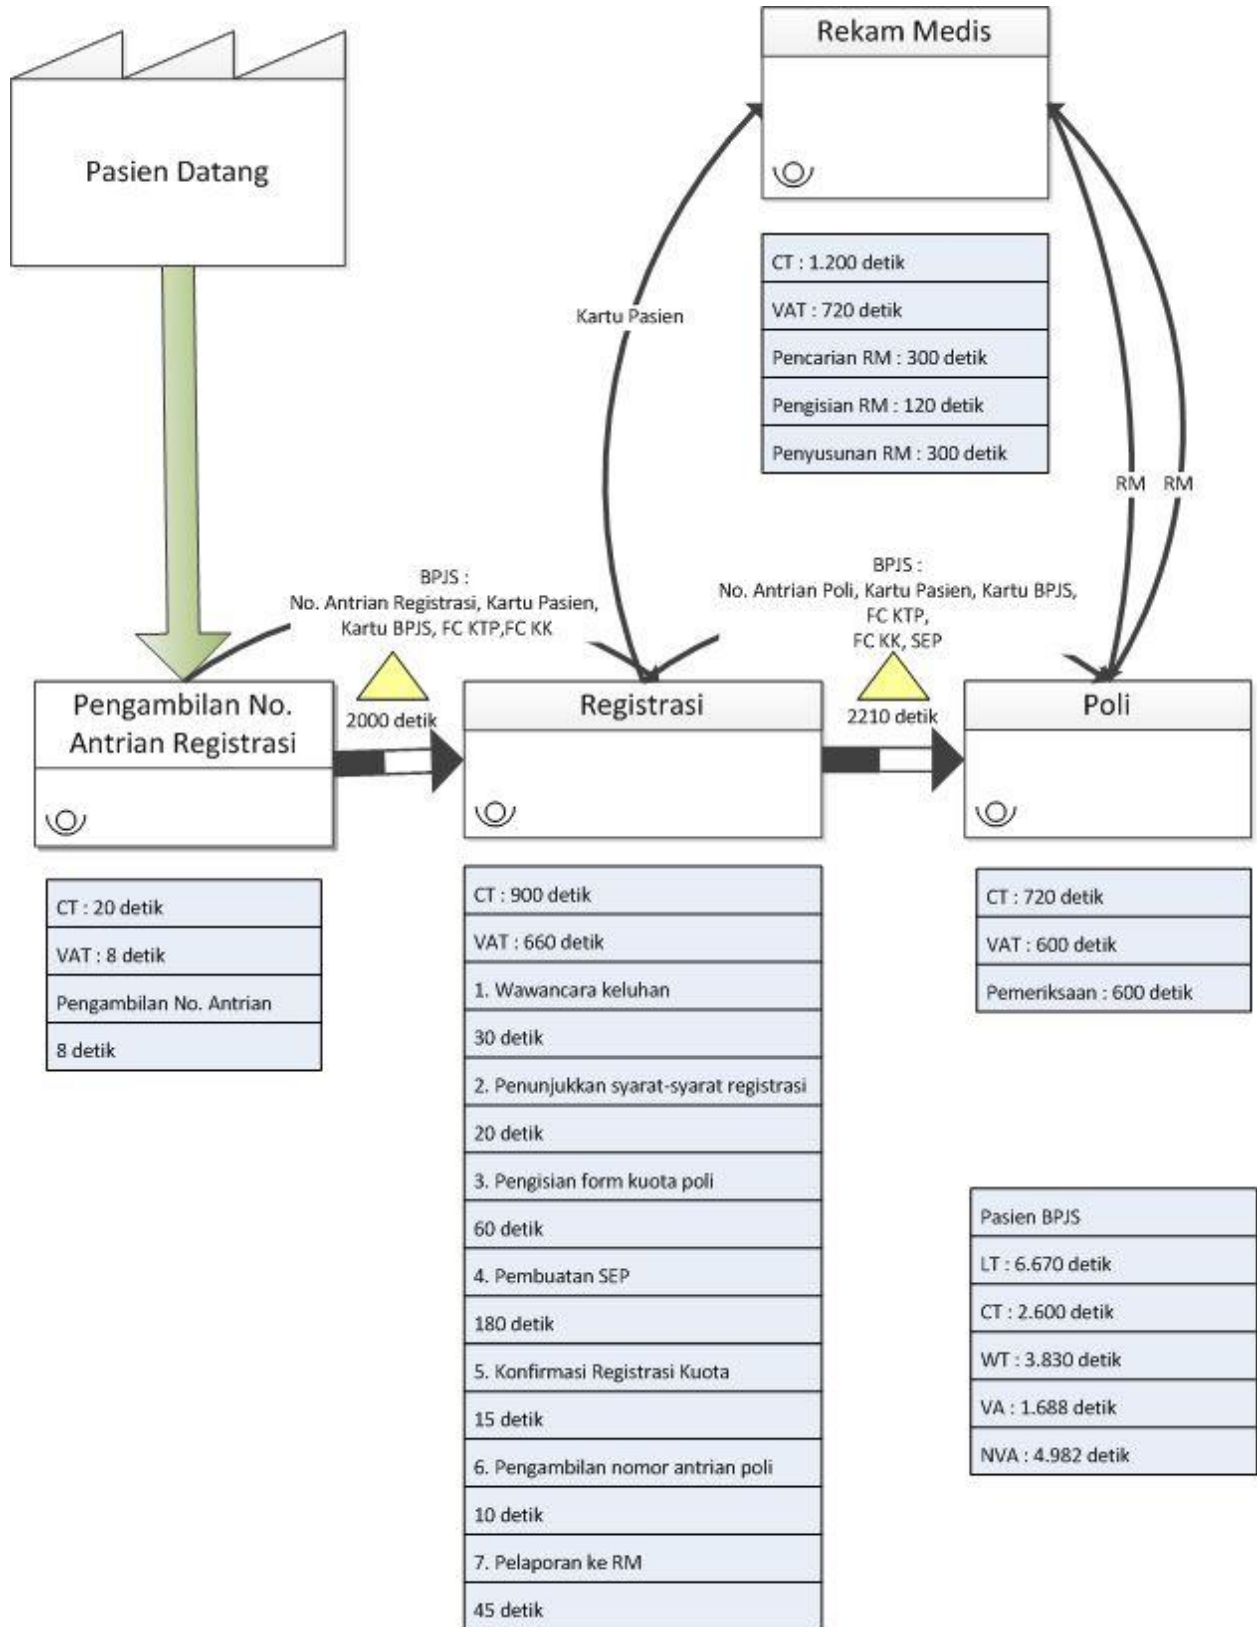 Rekam Medis
Pasien Datang
CT : 1.200 detik
VAT : 720 detik
Pencarian RM : 300 detik
Pengisian RM : 120 detik
Penyusunan RM : 300 detik
Kartu Pasien
RM
RM
BPJS :
No. Antrian Registrasi, Kartu Pasien,
Kartu BPJS, FC KTP,FC KK
BPJS :
No. Antrian Poli, Kartu Pasien, Kartu BPJS,
FC KTP,
FC KK, SEP
Pengambilan No.
Antrian Registrasi
2000 detik
Registrasi
2210 detik
Poli
CT : 20 detik
VAT : 8 detik
Pengambilan No. Antrian
8 detik
CT : 900 detik
VAT : 660 detik
1. Wawancara keluhan
30 detik
2. Penunjukkan syarat-syarat registrasi
20 detik
3. Pengisian form kuota poli
60 detik
4. Pembuatan SEP
180 detik
5. Konfirmasi Registrasi Kuota
15 detik
6. Pengambilan nomor antrian poli
10 detik
7. Pelaporan ke RM
45 detik
CT : 720 detik
VAT : 600 detik
Pemeriksaan : 600 detik
Pasien BPJS
LT : 6.670 detik
CT : 2.600 detik
WT : 3.830 detik
VA : 1.688 detik
NVA : 4.982 detik